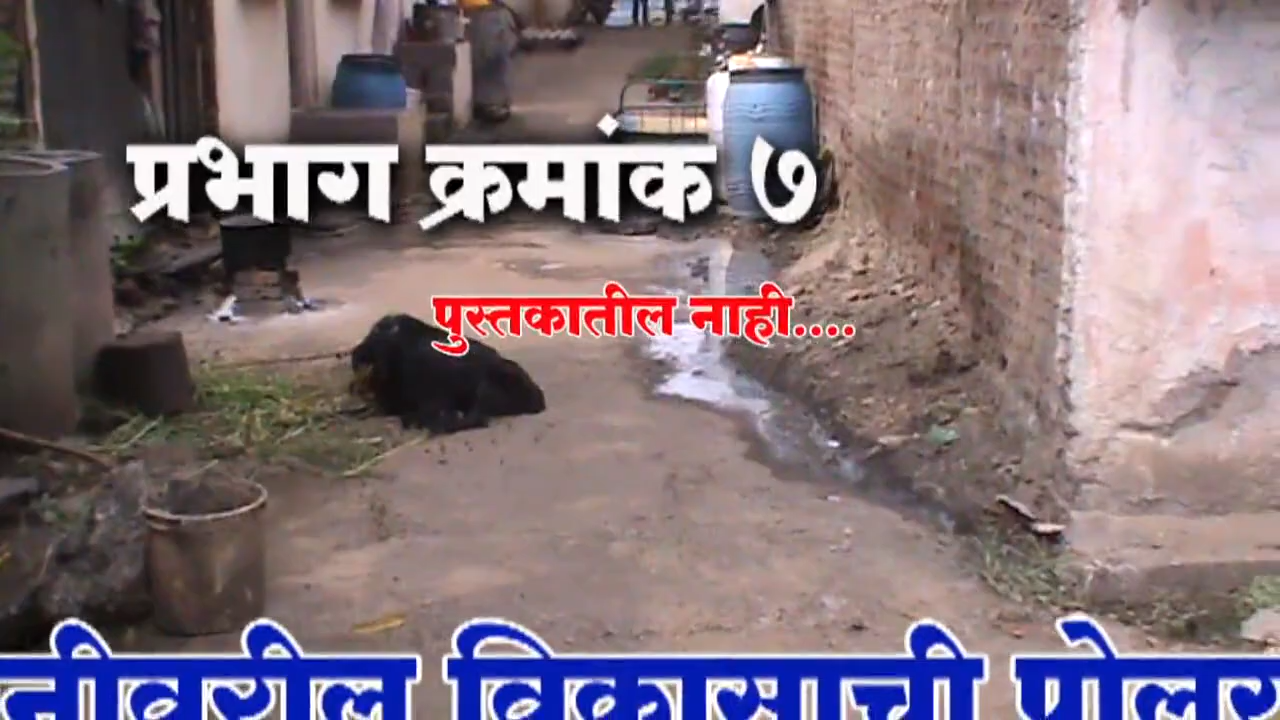 प्रभाग क्रमांक ७
पुस्तकातील नाही....
विकासाची